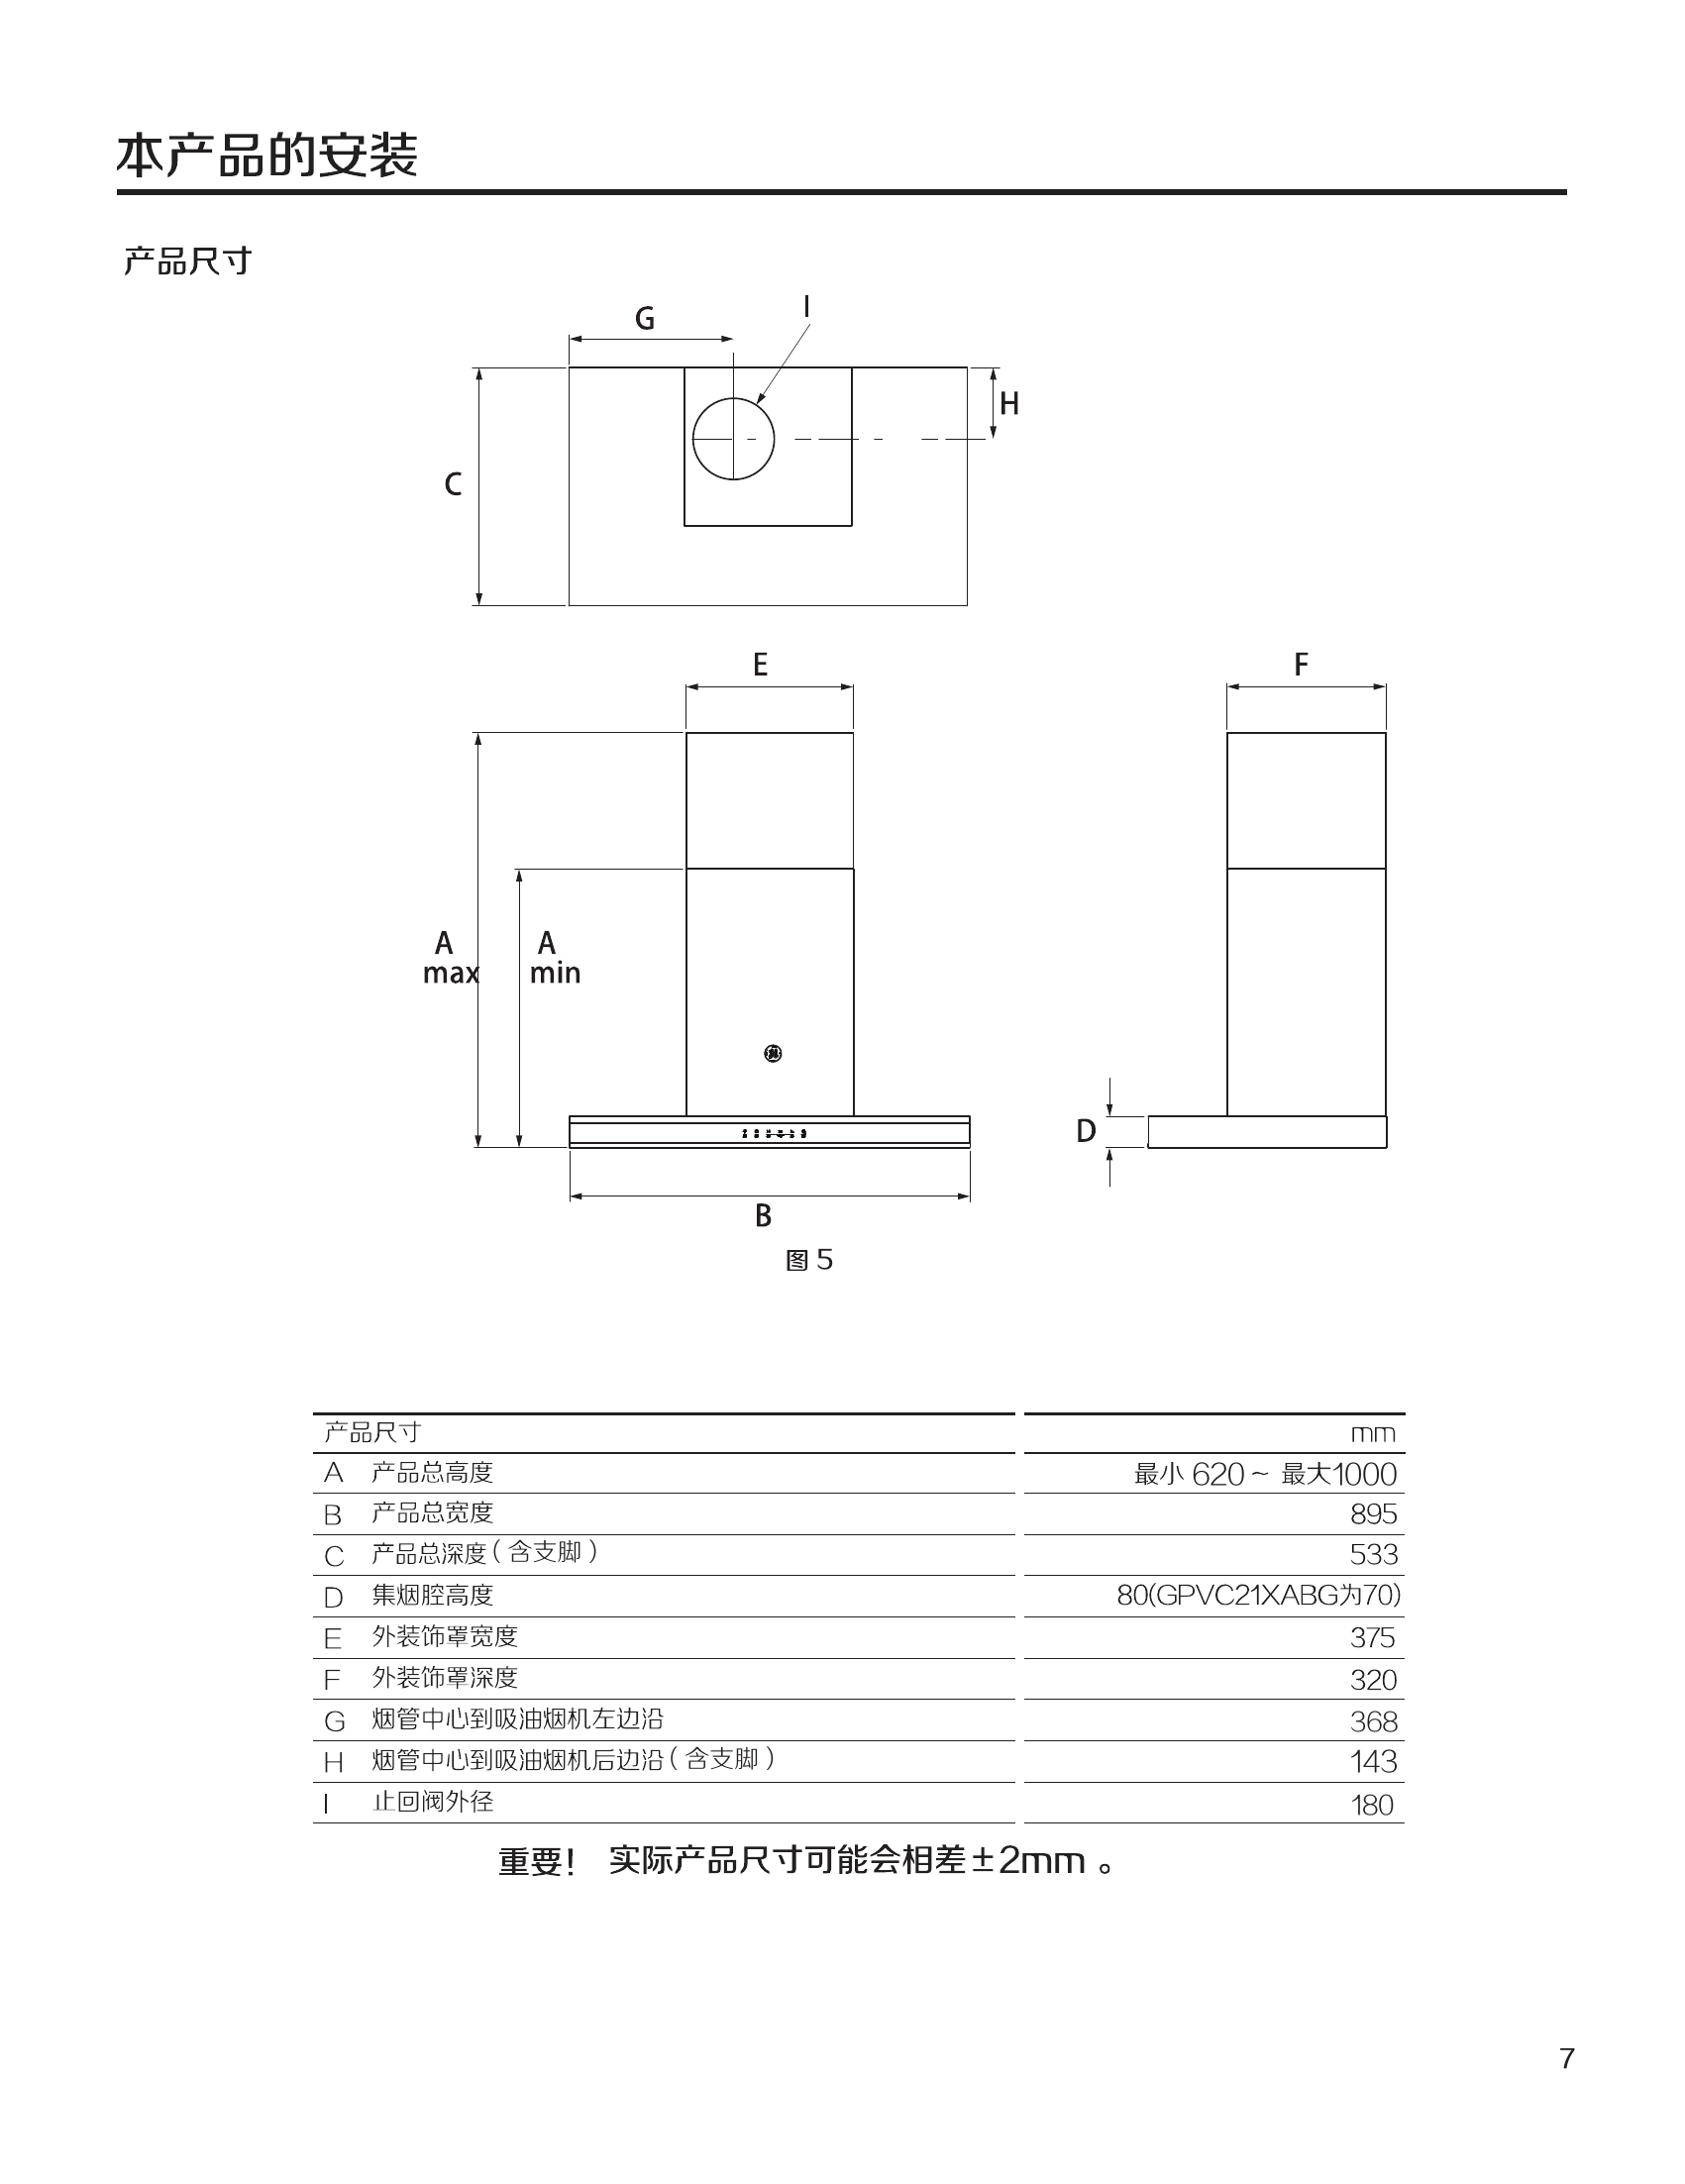 本产品的安装
产品尺寸
I
G
H
C
E
F
A
max
A
min
D
B
图 5
产品尺寸 mm
A 产品总高度 最小 620 ~ 最大1000
B 产品总宽度 895
C 产品总深度 ( 含支脚 ) 533
D 集烟腔高度 80(GPVC21XABG为70)
E 外装饰罩宽度 375
F 外装饰罩深度 320
G 烟管中心到吸油烟机左边沿 368
H 烟管中心到吸油烟机后边沿 ( 含支脚 ) 143
I 止回阀外径 180
重要! 实际产品尺寸可能会相差±2mm 。
7